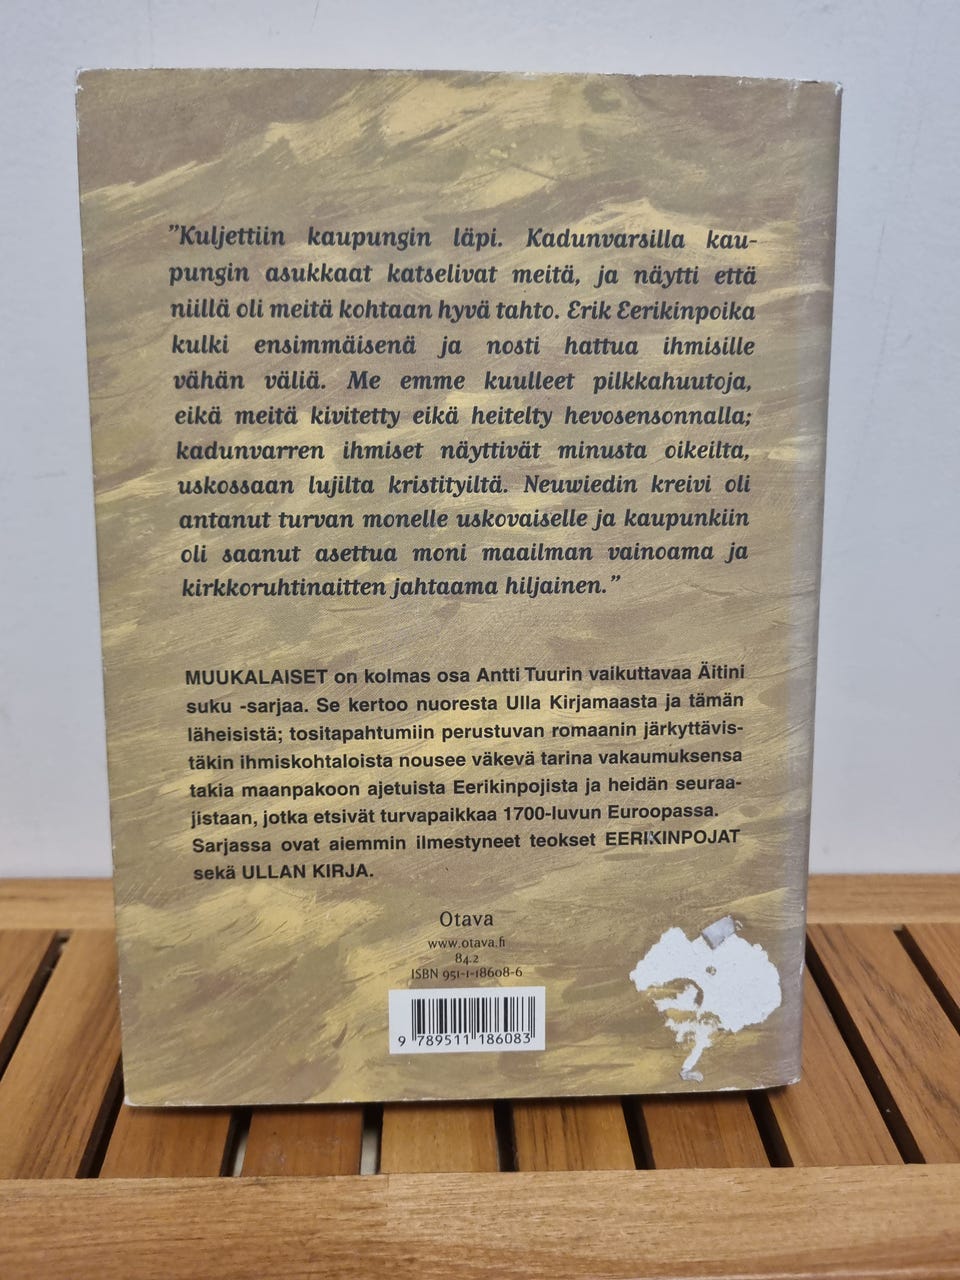 ”Kuljettiin kaupungin läpi. Kadunvarsilla kau-
pungin asukkaat katselivat meitä, ja näytti että
niillä oli meitä kohtaan hyvä tahto. Erik Eerikinpoika
kulki ensimmäisenä ja nosti hattua ihmisille
vähän väliä. Me emme kuulleet pilkkahuutoja,
eikä meitä kivitetty eikä heitelty hevosensonnalla;
kadunvarren ihmiset näyttivät minusta oikeilta,
uskossaan lujilta kristityiltä. Neuwiedin kreivi oli
antanut turvan monelle uskovaiselle ja kaupunkiin
oli saanut asettua moni maailman vainoama ja
kirkkoruhtinaitten jahtaama hiljainen.”
MUUKALAISET on kolmas osa Antti Tuurin vaikuttavaa Äitini
suku -sarjaa. Se kertoo nuoresta Ulla Kirjamaasta ja tämän
läheisistä; tositapahtumiin perustuvan romaanin järkyttävis-
täkin ihmiskohtaloista nousee väkevä tarina vakaumuksensa
takia maanpakoon ajetuista Eerikinpojista ja heidän seuraa-
jistaan, jotka etsivät turvapaikkaa 1700-luvun Euroopassa.
Sarjassa ovat aiemmin ilmestyneet teokset EERIKINPOJAT
sekä ULLAN KIRJA.
Otava
www.otava.fi
84.2
ISBN 951-1-18608-6
9 789511 186083